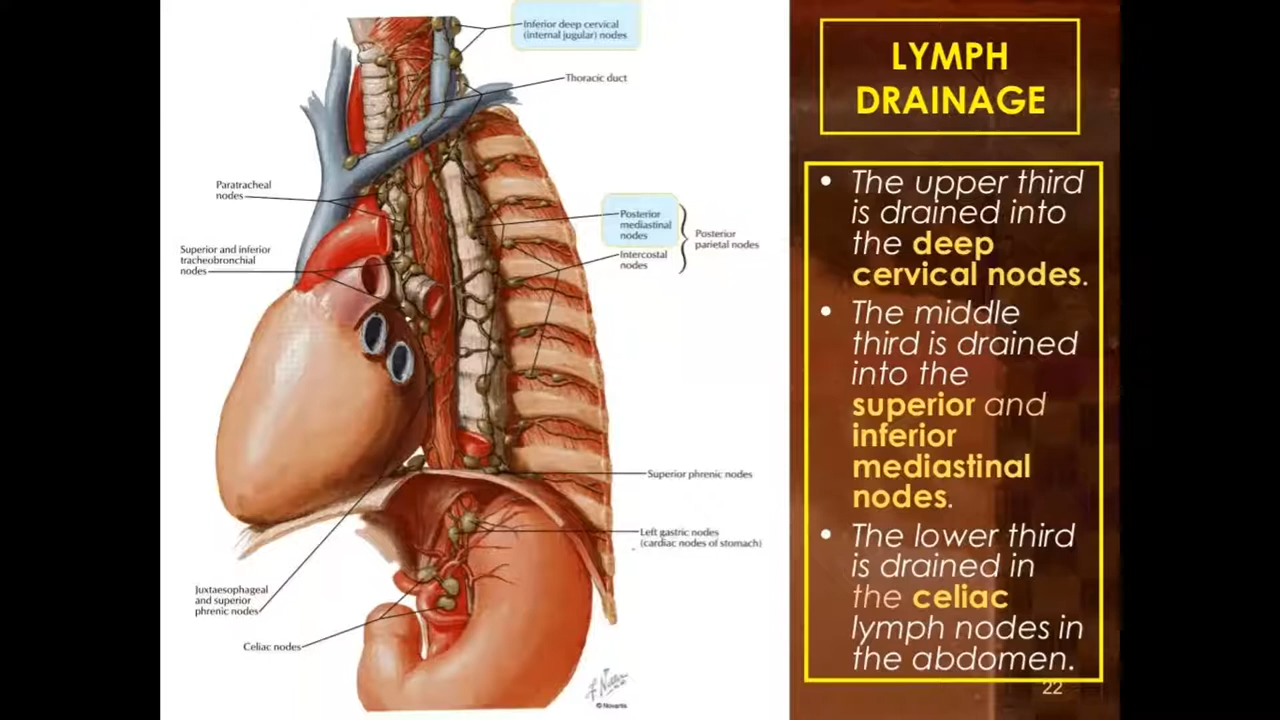 Inferior deep cervical
(internal jugular) nodes
Thoracic duct
Paratracheal
nodes
Superior and inferior
tracheobronchial
nodes
Posterior
mediastinal
nodes
Intercostal
nodes
Posterior
parietal nodes
Superior phrenic nodes
Left gastric nodes
(cardiac nodes of stomach)
Juxtaesophageal
and superior
phrenic nodes
Celiac nodes
F. Netter
© Novartis
LYMPH
DRAINAGE
• The upper third
is drained into
the deep
cervical nodes.
• The middle
third is drained
into the
superior and
inferior
mediastinal
nodes.
• The lower third
is drained in
the celiac
lymph nodes in
the abdomen.
22